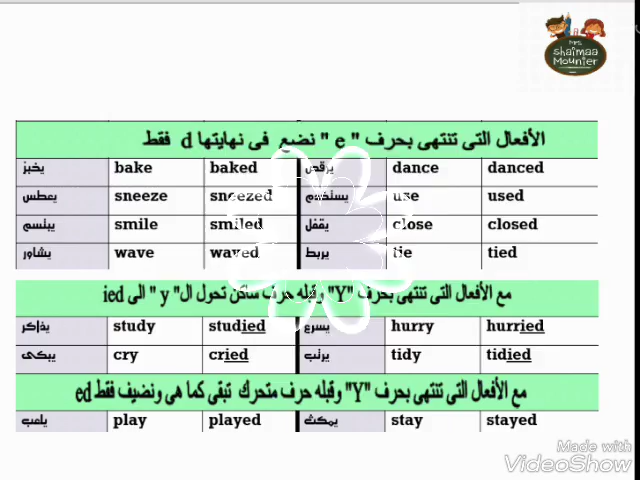 Mrs.
shaimaa
Mounier
الأفعال التى تنتهى بحرف " e " نضع فى نهايتها d فقط
يخبز bake baked يرقص dance danced
يعطس sneeze sneezed يستخدم use used
يبتسم smile smiled يقفل close closed
يشاور wave waved يربط tie tied
مع الأفعال التى تنتهى بحرف "Y" وقبله حرف ساكن تحول ال" y " الى ied
يذاكر study studied يسرع hurry hurried
يبكى cry cried يرتب tidy tidied
مع الأفعال التى تنتهى بحرف "Y" وقبله حرف متحرك تبقى كما هى ونضيف فقط ed
يلعب play played يمكث stay stayed
Made with
VideoShow